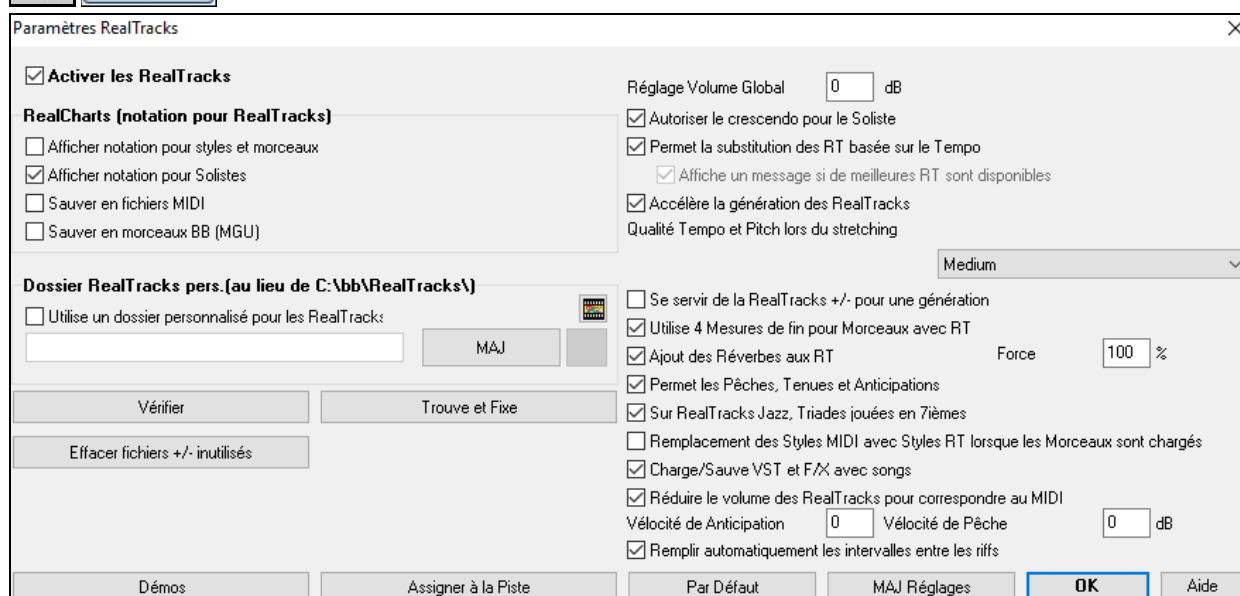 Paramètres RealTracks
Activer les RealTracks
RealCharts (notation pour RealTracks)
Afficher notation pour styles et morceaux
Afficher notation pour Solistes
Sauver en fichiers MIDI
Sauver en morceaux BB (MGU)
Dossier RealTracks pers.(au lieu de C:\bb\RealTracks\)
Utilise un dossier personnalisé pour les RealTracks
MAJ
Vérifier
Trouve et Fixe
Effacer fichiers +/- inutilisés
Réglage Volume Global 0 dB
Autoriser le crescendo pour le Soliste
Permet la substitution des RT basée sur le Tempo
Affiche un message si de meilleures RT sont disponibles
Accélère la génération des RealTracks
Qualité Tempo et Pitch lors du stretching
Medium
Se servir de la RealTracks +/- pour une génération
Utilise 4 Mesures de fin pour Morceaux avec RT
Ajout des Réverbes aux RT Force 100 %
Permet les Pêches, Tenues et Anticipations
Sur RealTracks Jazz, Triades jouées en 7ièmes
Remplacement des Styles MIDI avec Styles RT lorsque les Morceaux sont chargés
Charge/Sauve VST et F/X avec songs
Réduire le volume des RealTracks pour correspondre au MIDI
Vélocité de Anticipation 0 Vélocité de Pêche 0 dB
Remplir automatiquement les intervalles entre les riffs
Démos
Assigner à la Piste
Par Défaut
MAJ Réglages
OK
Aide